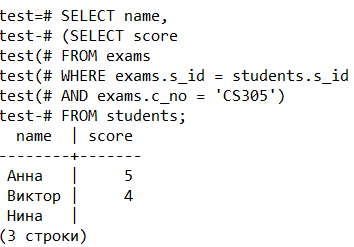 test=# SELECT name,
test-# (SELECT score
test(# FROM exams
test(# WHERE exams.s_id = students.s_id
test(# AND exams.c_no = 'CS305')
test-# FROM students;
  name  | score
--------+-------
 Анна   |     5
 Виктор |     4
 Нина   |
(3 строки)